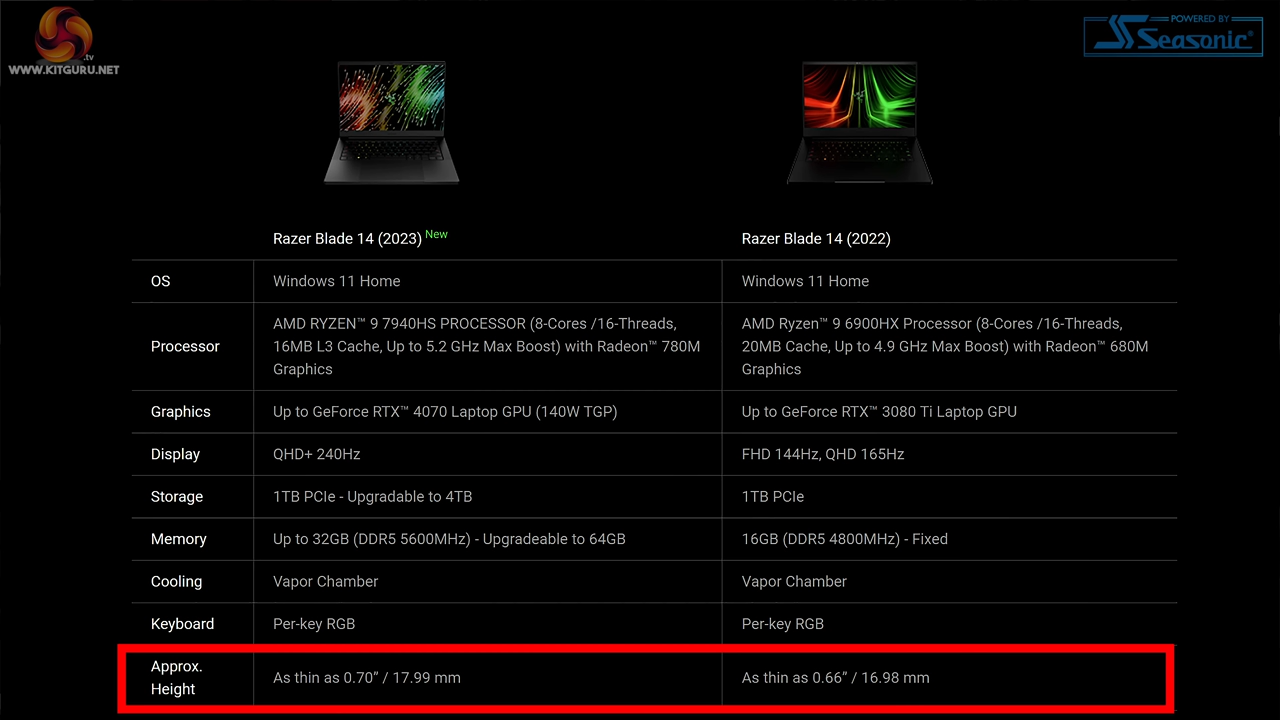 .tv
WWW.KITGURU.NET
POWERED BY
Seasonic®
Razer Blade 14 (2023) New
Razer Blade 14 (2022)
OS
Windows 11 Home
Windows 11 Home
Processor
AMD RYZEN™ 9 7940HS PROCESSOR (8-Cores /16-Threads,
16MB L3 Cache, Up to 5.2 GHz Max Boost) with Radeon™ 780M
Graphics
AMD Ryzen™ 9 6900HX Processor (8-Cores /16-Threads,
20MB Cache, Up to 4.9 GHz Max Boost) with Radeon™ 680M
Graphics
Graphics
Up to GeForce RTX™ 4070 Laptop GPU (140W TGP)
Up to GeForce RTX™ 3080 Ti Laptop GPU
Display
QHD+ 240Hz
FHD 144Hz, QHD 165Hz
Storage
1TB PCIe - Upgradable to 4TB
1TB PCIe
Memory
Up to 32GB (DDR5 5600MHz) - Upgradeable to 64GB
16GB (DDR5 4800MHz) - Fixed
Cooling
Vapor Chamber
Vapor Chamber
Keyboard
Per-key RGB
Per-key RGB
Approx.
Height
As thin as 0.70” / 17.99 mm
As thin as 0.66” / 16.98 mm